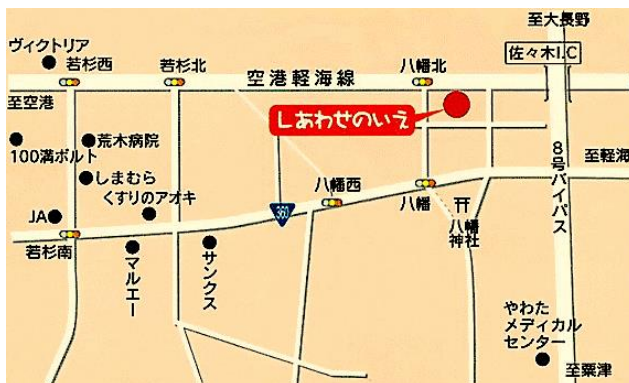 至大長野
ヴィクトリア
佐々木I.C
若杉西
若杉北
空港軽海線
八幡北
至空港
しあわせのいえ
荒木病院
100満ボルト
8号バイパス
至軽海
しまむら
くすりのアオキ
八幡西
八幡
JA
360
八幡
神社
若杉南
マルエー
サンクス
やわた
メディカル
センター
至粟津